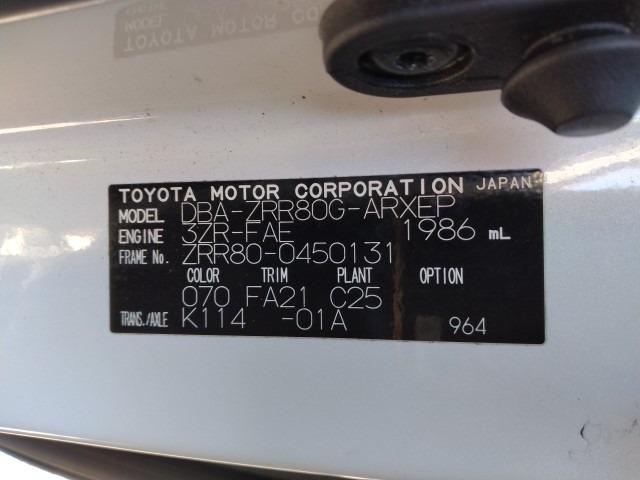 TOYOTA MOTOR CORPORATION JAPAN
MODEL DBA-ZRR80G-ARXEP
ENGINE 3ZR-FAE 1986 mL
FRAME No. ZRR80-0450131
COLOR TRIM PLANT OPTION
070 FA21 C25
TRANS./AXLE K114 -01A 964